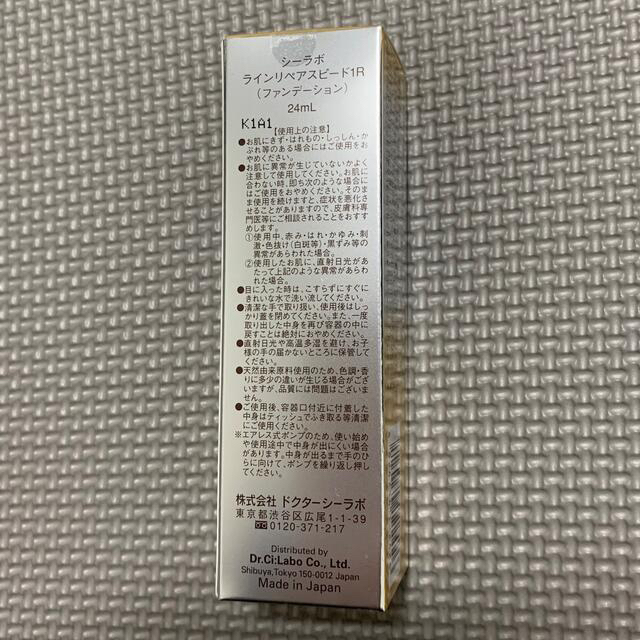 シーラボ
ラインリペアスピード1R
（ファンデーション）
24mL
K1A1
【使用上の注意】
●お肌にきず・はれもの・しっしん・か
ぶれ等のある場合にはご使用をお
やめください。
●お肌に異常が生じていないかよく
注意して使用してください。お肌に
合わない時、即ち次のような場合に
はご使用をおやめください。そのまま
使用を続けますと、症状を悪化さ
せることがありますので、皮膚科専
門医等にご相談されることをおすす
めします。
①使用中、赤み・はれ・かゆみ・刺
激・色抜け(白斑等)・黒ずみ等の
異常があらわれた場合。
②使用したお肌に、直射日光があ
たって上記のような異常があらわ
れた場合。
●目に入った時は、こすらずにすぐに
きれいな水で洗い流してください。
●清潔な手で取り扱い、使用後はしっ
かり蓋を閉めてください。また、一度
取り出した中身を再び容器の中に
戻すことは絶対におやめください。
●直射日光や高温多湿を避け、お子
様の手の届かないところに保管して
ください。
●天然由来原料使用のため、色調・香
りに多少の違いが生じる場合がござ
いますが、品質には問題はございま
せん。
●ご使用後、容器口付近に付着した
中身はティッシュでふき取る等清潔
にご使用ください。
※エアレス式ポンプのため、使い始め
や使用途中で中身が出にくい場合
があります。中身が出るまで手のひ
らに向けて、ポンプを繰り返し押し
てください。
株式会社 ドクターシーラボ
東京都渋谷区広尾1-1-39
0120-371-217
Distributed by
Dr.Ci:Labo Co., Ltd.
Shibuya,Tokyo 150-0012 Japan
Made in Japan